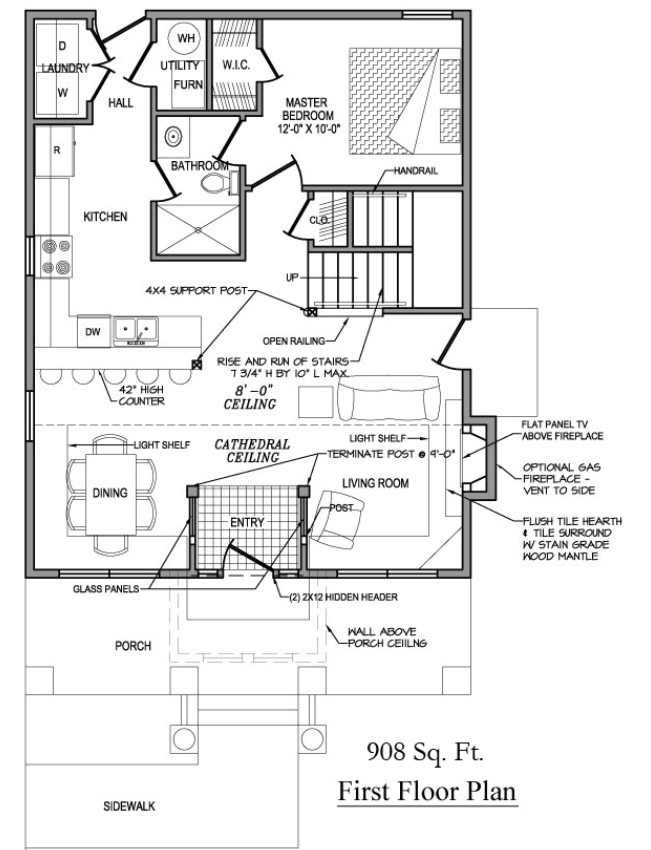 D
LAUNDRY
W
HALL
WH
UTILITY
FURN
W.I.C.
MASTER
BEDROOM
12'-0" X 10'-0"
HANDRAIL
R
BATHROOM
KITCHEN
CLO.
UP
4X4 SUPPORT POST
OPEN RAILING
DW
RISE AND RUN OF STAIRS
7 3/4" H BY 10" L MAX.
42" HIGH
COUNTER
8'-0"
CEILING
LIGHT SHELF
CATHEDRAL
CEILING
LIGHT SHELF
TERMINATE POST @ 9'-0"
FLAT PANEL TV
ABOVE FIREPLACE
OPTIONAL GAS
FIREPLACE -
VENT TO SIDE
DINING
LIVING ROOM
ENTRY
POST
FLUSH TILE HEARTH
& TILE SURROUND
W/ STAIN GRADE
WOOD MANTLE
GLASS PANELS
(2) 2X12 HIDDEN HEADER
PORCH
WALL ABOVE
PORCH CEIILNG
908 Sq. Ft.
First Floor Plan
SIDEWALK